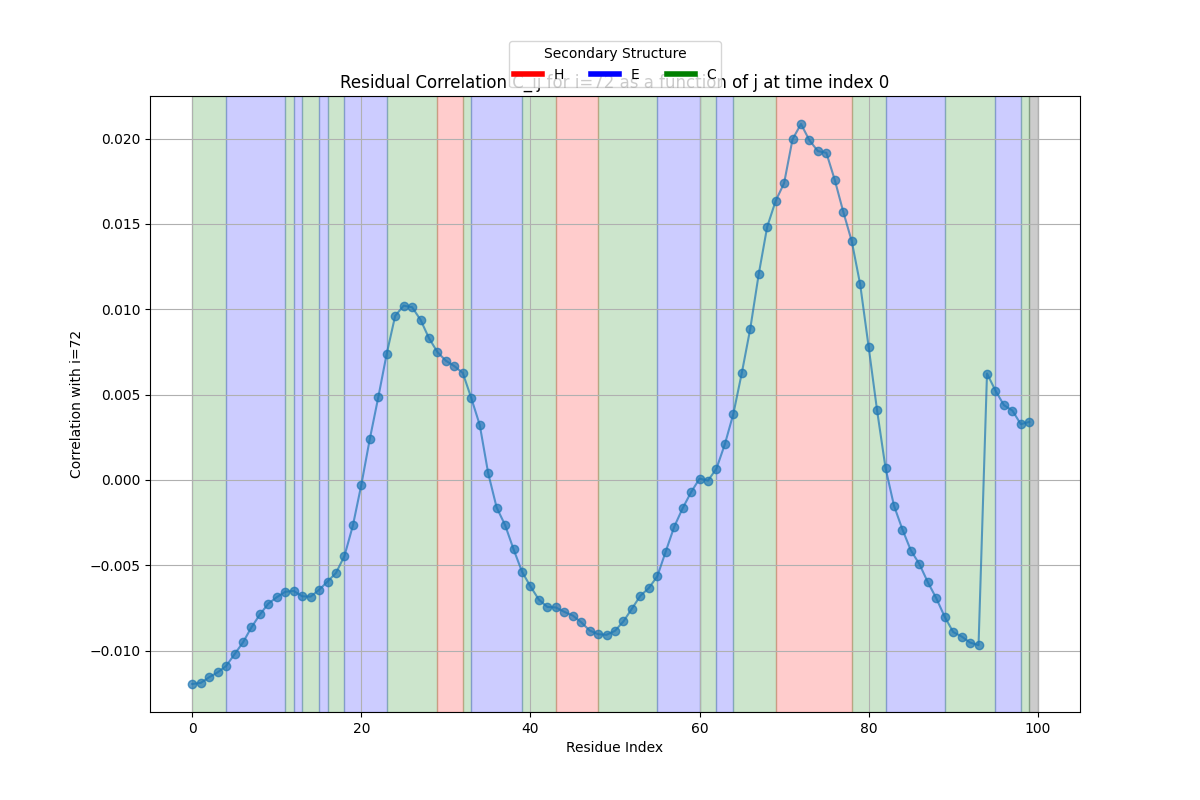 Secondary Structure
H E C
Residual Correlation C_ij for i=72 as a function of j at time index 0
0.020
0.015
0.010
0.005
0.000
−0.005
−0.010
Correlation with i=72
0 20 40 60 80 100
Residue Index